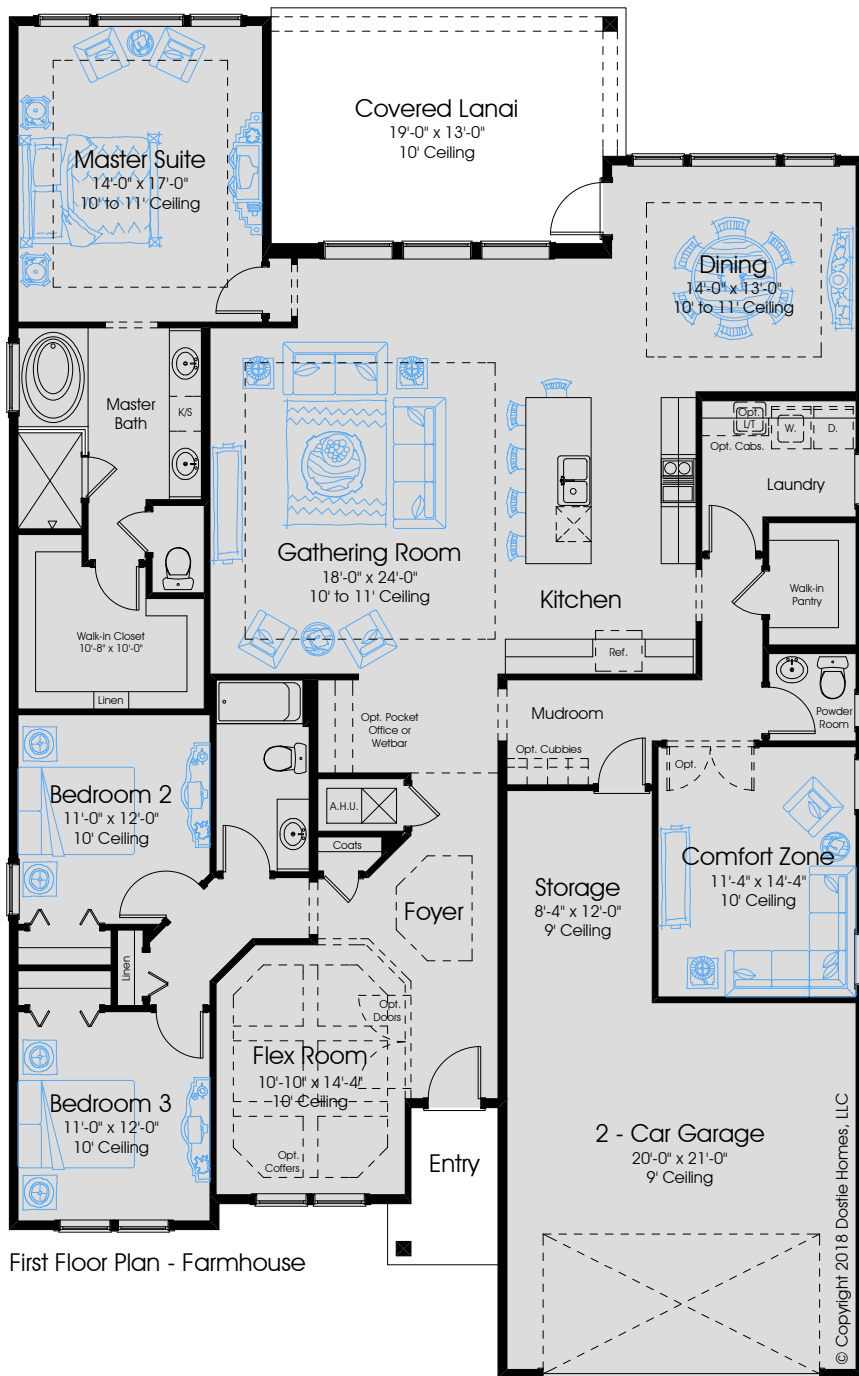 Covered Lanai
19'-0" x 13'-0"
10' Ceiling
Master Suite
14'-0" x 17'-0"
10' to 11' Ceiling
Dining
14'-0" x 13'-0"
10' to 11' Ceiling
Master
Bath
K/S
Opt.
L/T
W.
D.
Opt. Cabs.
Laundry
Gathering Room
18'-0" x 24'-0"
10' to 11' Ceiling
Kitchen
Walk-in
Pantry
Walk-in Closet
10'-8" x 10'-0"
Linen
Ref.
Opt. Pocket
Office or
Wetbar
Mudroom
Opt. Cubbies
Powder
Room
Opt.
Bedroom 2
11'-0" x 12'-0"
10' Ceiling
A.H.U.
Coats
Comfort Zone
11'-4" x 14'-4"
10' Ceiling
Storage
8'-4" x 12'-0"
9' Ceiling
Foyer
Linen
Opt.
Doors
Flex Room
10'-10" x 14'-4"
10' Ceiling
Opt.
Coffers
Bedroom 3
11'-0" x 12'-0"
10' Ceiling
Entry
2 - Car Garage
20'-0" x 21'-0"
9' Ceiling
© Copyright 2018 Dostie Homes, LLC
First Floor Plan - Farmhouse